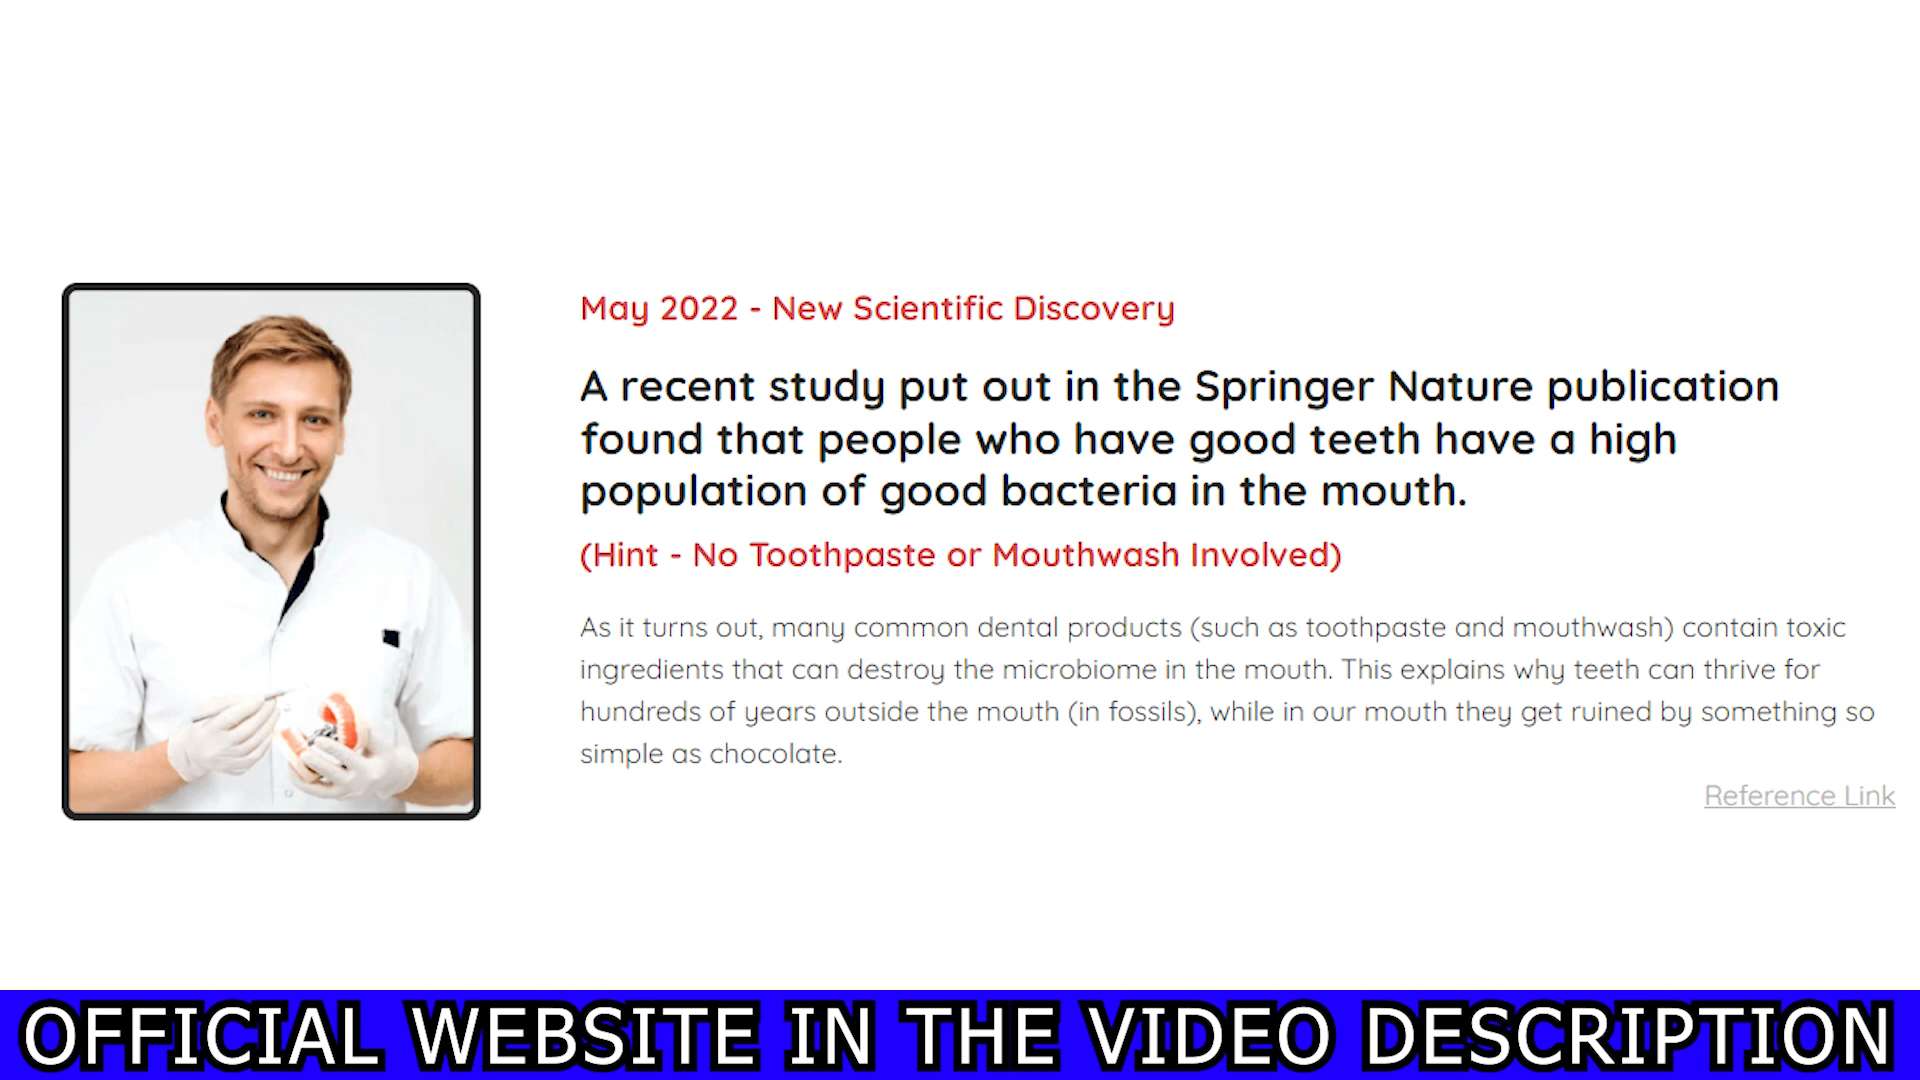 May 2022 - New Scientific Discovery
A recent study put out in the Springer Nature publication
found that people who have good teeth have a high
population of good bacteria in the mouth.
(Hint - No Toothpaste or Mouthwash Involved)
As it turns out, many common dental products (such as toothpaste and mouthwash) contain toxic
ingredients that can destroy the microbiome in the mouth. This explains why teeth can thrive for
hundreds of years outside the mouth (in fossils), while in our mouth they get ruined by something so
simple as chocolate.
Reference Link
OFFICIAL WEBSITE IN THE VIDEO DESCRIPTION